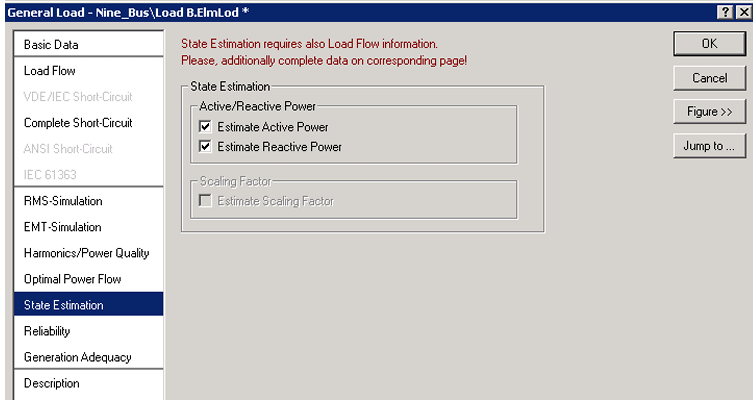 General Load - Nine_Bus\Load B.ElmLod *
Basic Data
Load Flow
VDE/IEC Short-Circuit
Complete Short-Circuit
ANSI Short-Circuit
IEC 61363
RMS-Simulation
EMT-Simulation
Harmonics/Power Quality
Optimal Power Flow
State Estimation
Reliability
Generation Adequacy
Description
State Estimation requires also Load Flow information.
Please, additionally complete data on corresponding page!
State Estimation
Active/Reactive Power
Estimate Active Power
Estimate Reactive Power
Scaling Factor
Estimate Scaling Factor
OK
Cancel
Figure >>
Jump to ...